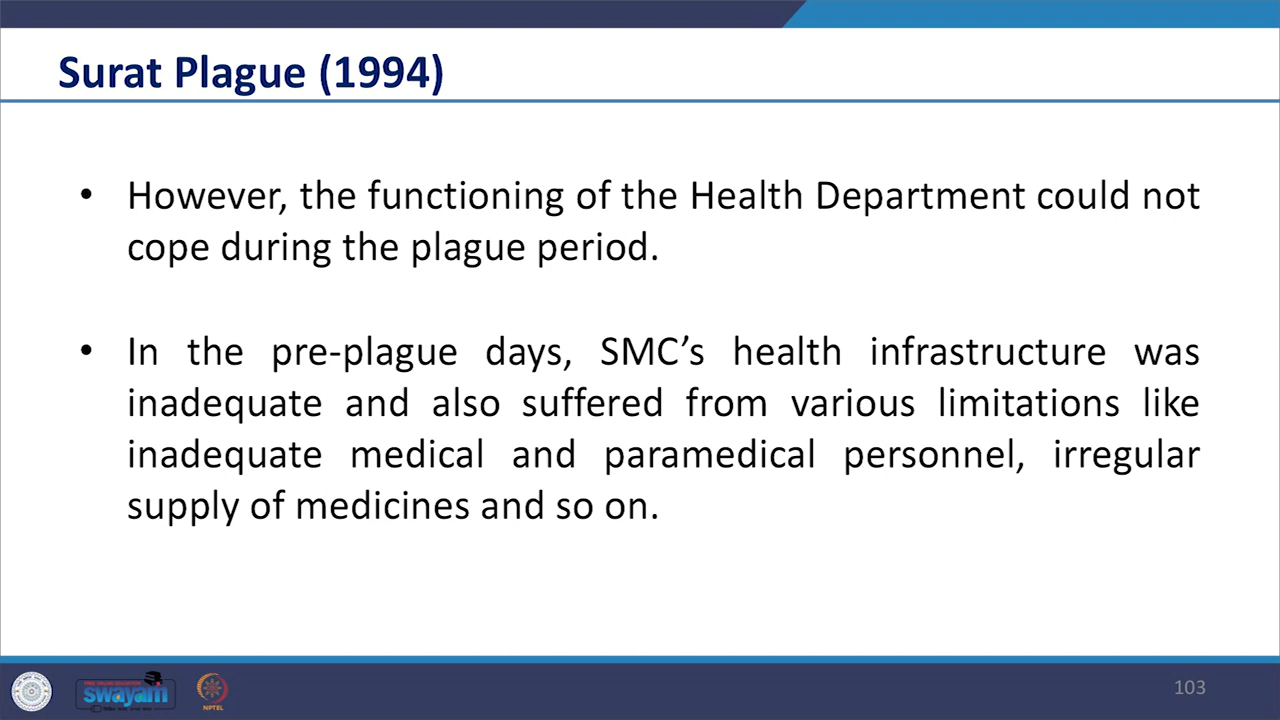 Surat Plague (1994)
• However, the functioning of the Health Department could not
cope during the plague period.
• In the pre-plague days, SMC’s health infrastructure was
inadequate and also suffered from various limitations like
inadequate medical and paramedical personnel, irregular
supply of medicines and so on.
swayam
NPTEL
103